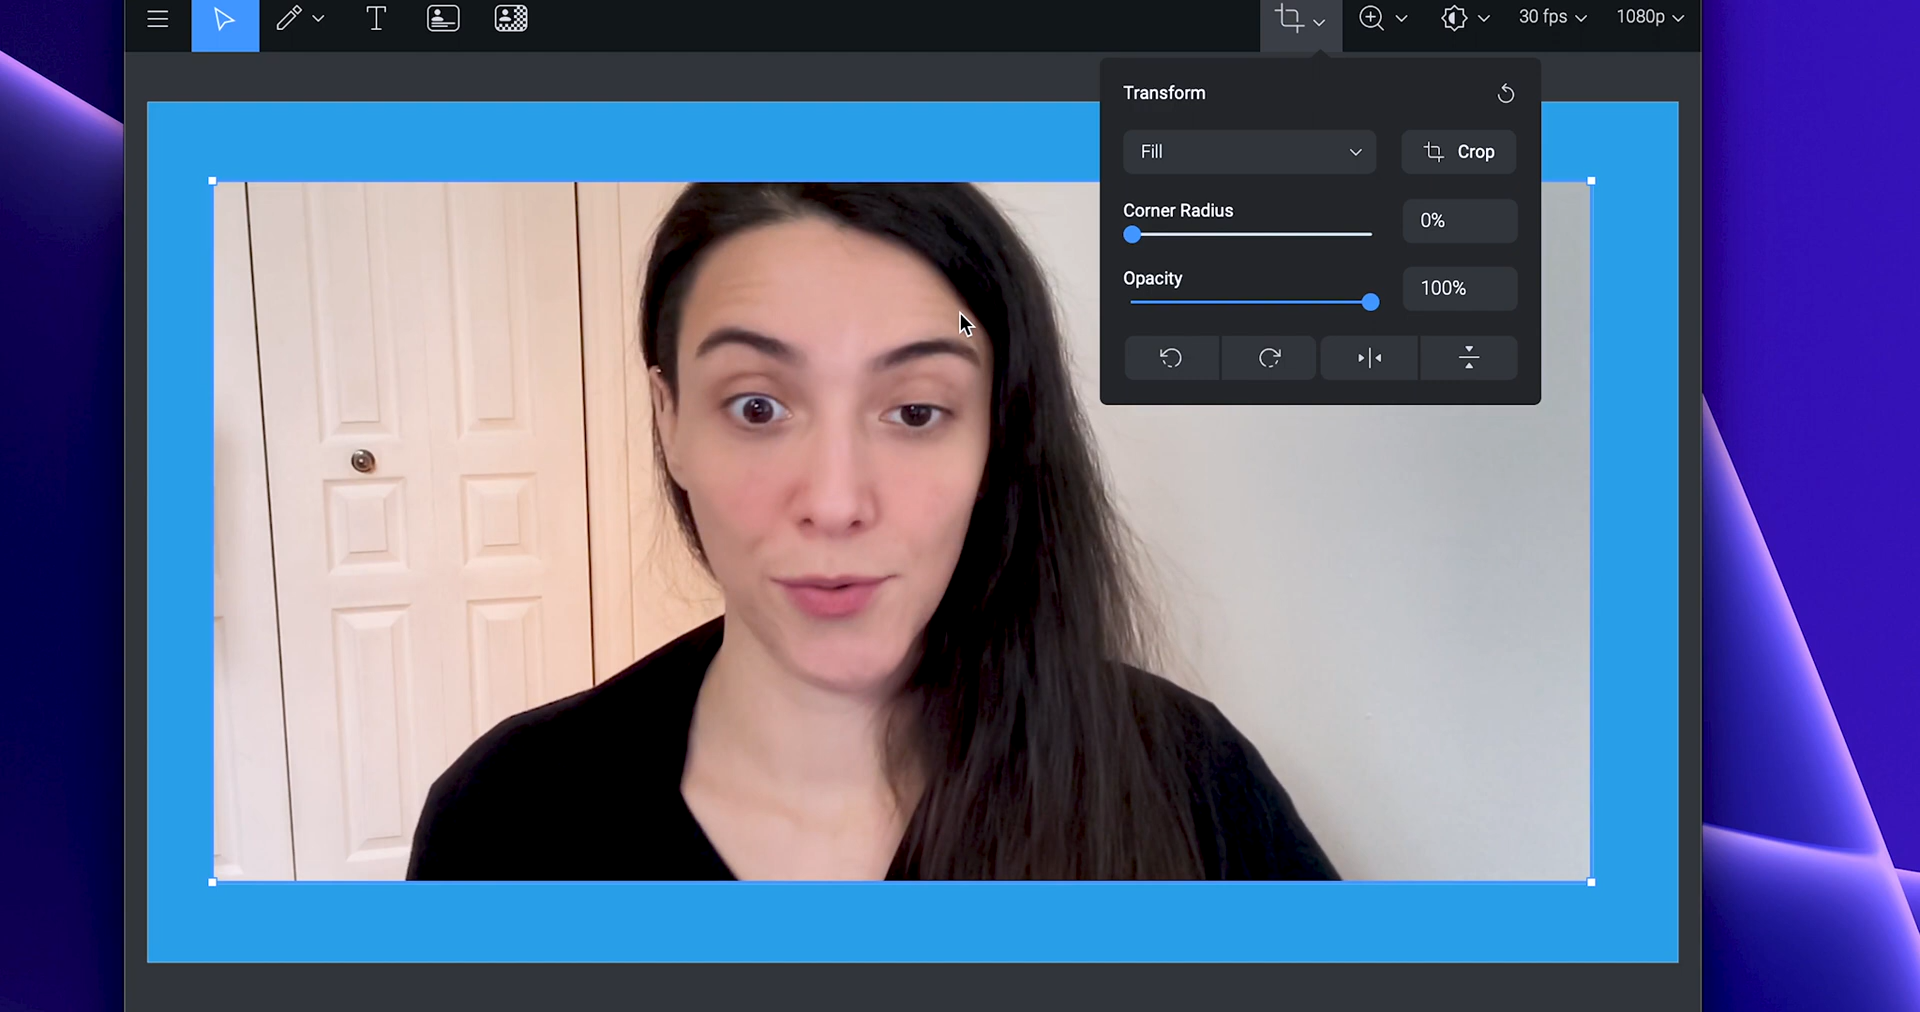 30 fps
1080p
Transform
Fill
Crop
Corner Radius
0%
Opacity
100%